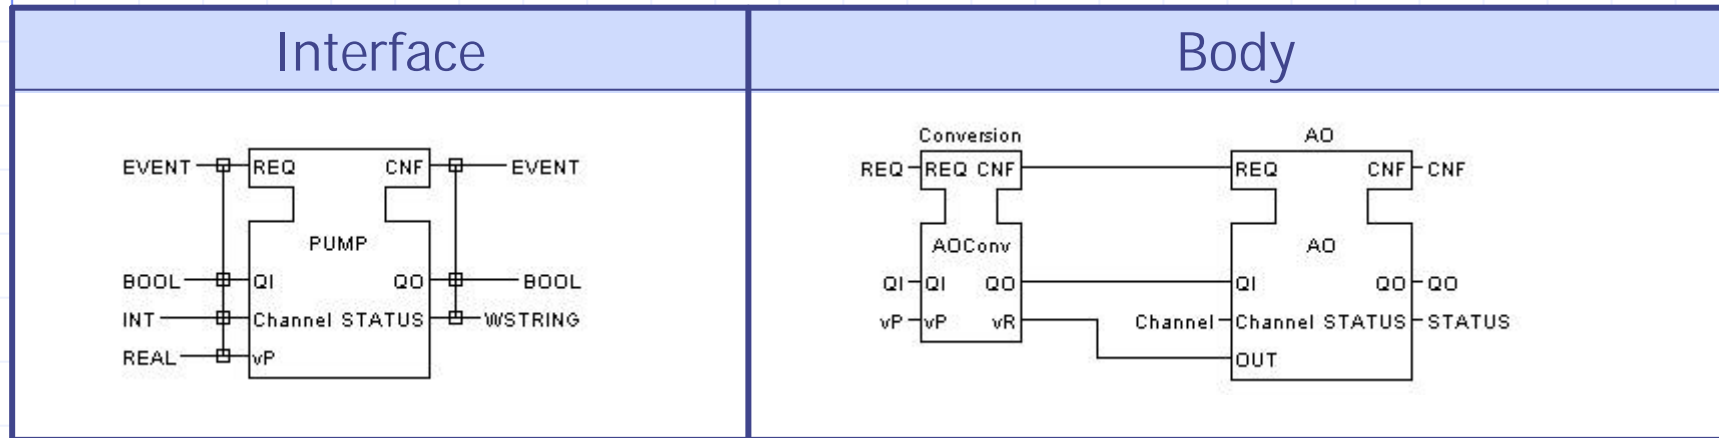 Interface
Body
EVENT REQ CNF EVENT
PUMP
BOOL QI QO BOOL
INT Channel STATUS WSTRING
REAL vP
Conversion AO
REQ REQ CNF REQ CNF CNF
AOConv AO
QI QI QO QI QO QO
vP vP vR Channel Channel STATUS STATUS
OUT